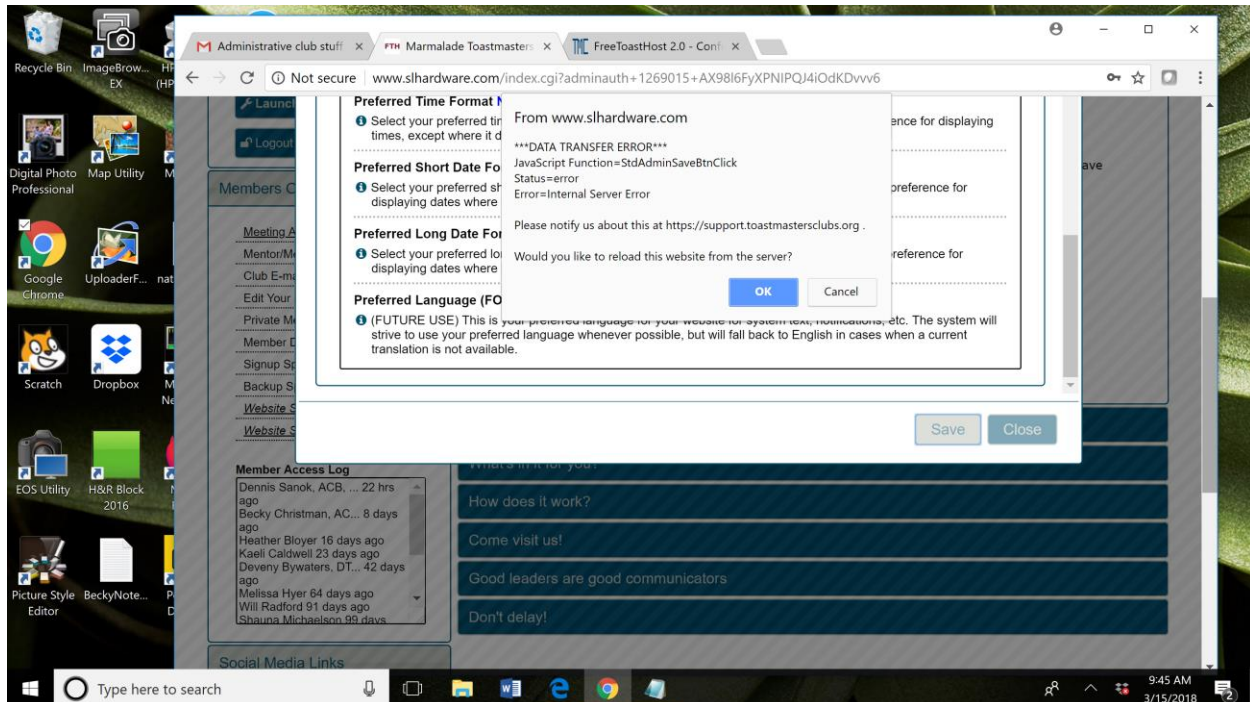 Recycle Bin
ImageBrow...
EX
Digital Photo
Professional
Map Utility
Google
Chrome
UploaderF...
Scratch
Dropbox
EOS Utility
H&R Block
2016
Picture Style
Editor
BeckyNote...
Administrative club stuff
FTH Marmalade Toastmasters
FreeToastHost 2.0 - Conf
Not secure
www.slhardware.com/index.cgi?adminauth+1269015+AX98l6FyXPNIPQJ4iOdKDvvv6
Launc
Logout
Members C
Meeting A
Mentor/Me
Club E-ma
Edit Your
Private Me
Member D
Signup Sp
Backup S
Website S
Website S
Member Access Log
Dennis Sanok, ACB, ... 22 hrs
ago
Becky Christman, AC... 8 days
ago
Heather Bloyer 16 days ago
Kaeli Caldwell 23 days ago
Deveny Bywaters, DT... 42 days
ago
Melissa Hyer 64 days ago
Will Radford 91 days ago
Shauna Michaelson 99 days
Social Media Links
Preferred Time Format
Select your preferred tim
ence for displaying
times, except where it d
Preferred Short Date Fo
Select your preferred sh
preference for
displaying dates where
Preferred Long Date For
Select your preferred lo
reference for
displaying dates where
Preferred Language (FO
(FUTURE USE) This is your preferred language for your website for system text, notifications, etc. The system will
strive to use your preferred language whenever possible, but will fall back to English in cases when a current
translation is not available.
From www.slhardware.com
***DATA TRANSFER ERROR***
JavaScript Function=StdAdminSaveBtnClick
Status=error
Error=Internal Server Error
Please notify us about this at https://support.toastmastersclubs.org .
Would you like to reload this website from the server?
OK
Cancel
ave
Save
Close
What's in it for you?
How does it work?
Come visit us!
Good leaders are good communicators
Don't delay!
Type here to search
9:45 AM
3/15/2018
2